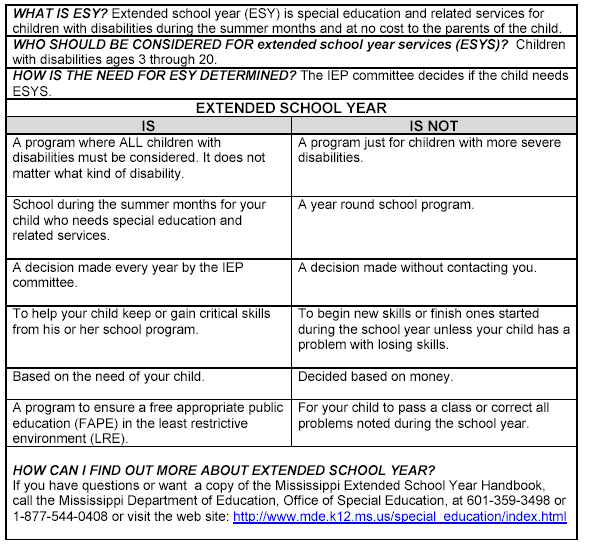 WHAT IS ESY? Extended school year (ESY) is special education and related services for
children with disabilities during the summer months and at no cost to the parents of the child.
WHO SHOULD BE CONSIDERED FOR extended school year services (ESYS)? Children
with disabilities ages 3 through 20.
HOW IS THE NEED FOR ESY DETERMINED? The IEP committee decides if the child needs
ESYS.
EXTENDED SCHOOL YEAR
IS
IS NOT
A program where ALL children with
disabilities must be considered. It does not
matter what kind of disability.
A program just for children with more severe
disabilities.
School during the summer months for your
child who needs special education and
related services.
A year round school program.
A decision made every year by the IEP
committee.
A decision made without contacting you.
To help your child keep or gain critical skills
from his or her school program.
To begin new skills or finish ones started
during the school year unless your child has a
problem with losing skills.
Based on the need of your child.
Decided based on money.
A program to ensure a free appropriate public
education (FAPE) in the least restrictive
environment (LRE).
For your child to pass a class or correct all
problems noted during the school year.
HOW CAN I FIND OUT MORE ABOUT EXTENDED SCHOOL YEAR?
If you have questions or want a copy of the Mississippi Extended School Year Handbook,
call the Mississippi Department of Education, Office of Special Education, at 601-359-3498 or
1-877-544-0408 or visit the web site: http://www.mde.k12.ms.us/special_education/index.html